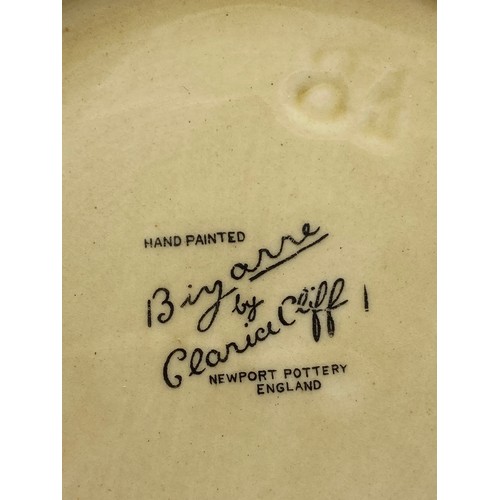 HAND PAINTED
Bizarre
by
Clarice Cliff
NEWPORT POTTERY
ENGLAND